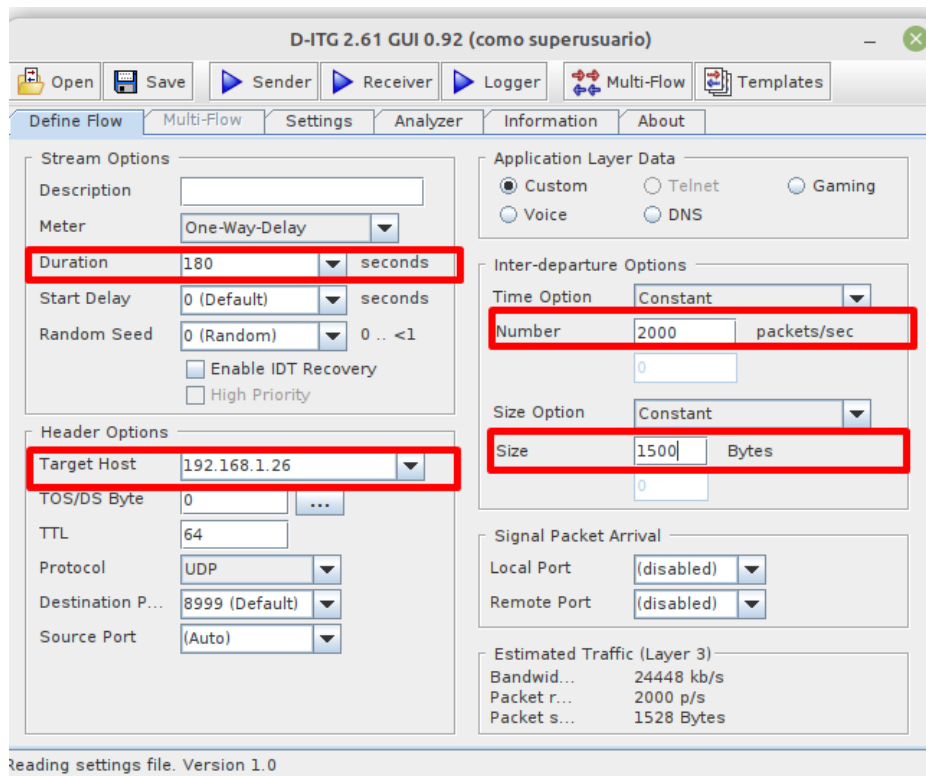 D-ITG 2.61 GUI 0.92 (como superusuario)
Open Save Sender Receiver Logger Multi-Flow Templates
Define Flow Multi-Flow Settings Analyzer Information About
Stream Options
Description
Meter One-Way-Delay
Duration 180 seconds
Start Delay 0 (Default) seconds
Random Seed 0 (Random) 0 .. <1
Enable IDT Recovery
High Priority
Header Options
Target Host 192.168.1.26
TOS/DS Byte 0 ...
TTL 64
Protocol UDP
Destination P... 8999 (Default)
Source Port (Auto)
Application Layer Data
Custom Telnet Gaming
Voice DNS
Inter-departure Options
Time Option Constant
Number 2000 packets/sec
0
Size Option Constant
Size 1500 Bytes
0
Signal Packet Arrival
Local Port (disabled)
Remote Port (disabled)
Estimated Traffic (Layer 3)
Bandwid... 24448 kb/s
Packet r... 2000 p/s
Packet s... 1528 Bytes
Reading settings file. Version 1.0